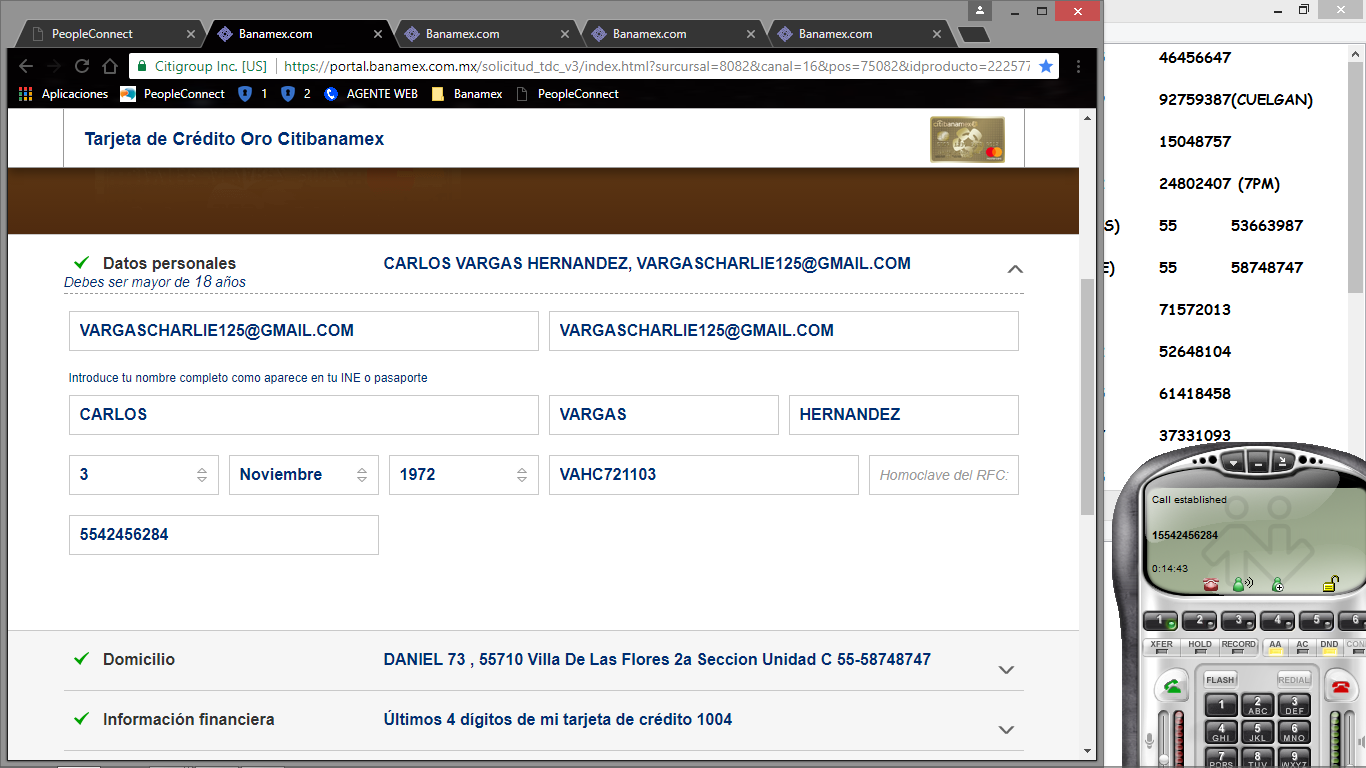 PeopleConnect
Banamex.com
Banamex.com
Banamex.com
Banamex.com
Citigroup Inc. [US]
https://portal.banamex.com.mx/solicitud_tdc_v3/index.html?surcursal=8082&canal=16&pos=75082&idproducto=222577
Aplicaciones
PeopleConnect
1
2
AGENTE WEB
Banamex
PeopleConnect
Tarjeta de Crédito Oro Citibanamex
citibanamex
Datos personales
CARLOS VARGAS HERNANDEZ, VARGASCHARLIE125@GMAIL.COM
Debes ser mayor de 18 años
VARGASCHARLIE125@GMAIL.COM
VARGASCHARLIE125@GMAIL.COM
Introduce tu nombre completo como aparece en tu INE o pasaporte
CARLOS
VARGAS
HERNANDEZ
3
Noviembre
1972
VAHC721103
Homoclave del RFC:
5542456284
Domicilio
DANIEL 73 , 55710 Villa De Las Flores 2a Seccion Unidad C 55-58748747
Información financiera
Últimos 4 dígitos de mi tarjeta de crédito 1004
46456647
92759387(CUELGAN)
15048757
24802407 (7PM)
S) 55 53663987
E) 55 58748747
71572013
52648104
61418458
37331093
Call established
15542456284
0:14:43
1 2 3 4 5 6
XFER HOLD RECORD AA AC DND CON
FLASH
REDIAL
1
2 ABC
3 DEF
4 GHI
5 JKL
6 MNO
7 PQRS
8 TUV
9 WXYZ